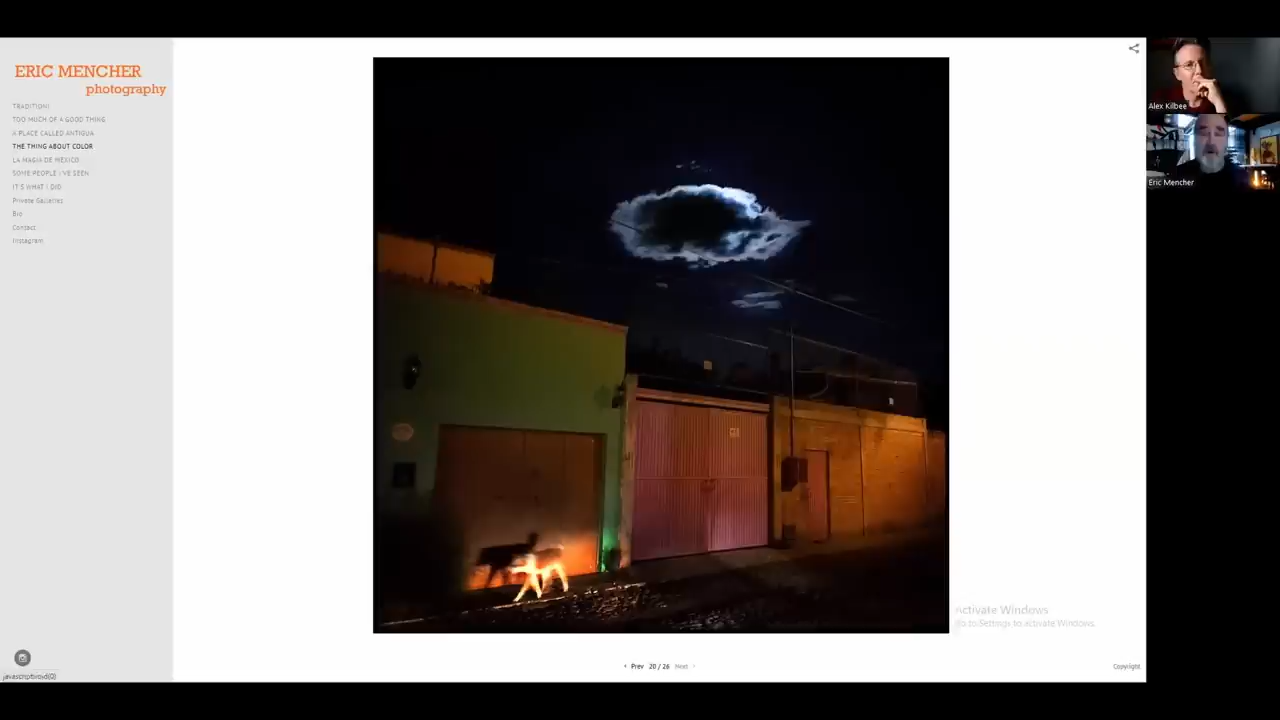 ERIC MENCHER
photography
TRADITION!
TOO MUCH OF A GOOD THING
A PLACE CALLED ANTIGUA
THE THING ABOUT COLOR
LA MAGIA DE MEXICO
SOME PEOPLE I'VE SEEN
IT'S WHAT I DID
Private Galleries
Bio
Contact
Instagram
Alex Kilbee
Eric Mencher
Activate Windows
Go to Settings to activate Windows.
Prev 20 / 26 Next
Copyright
javascript:void(0)